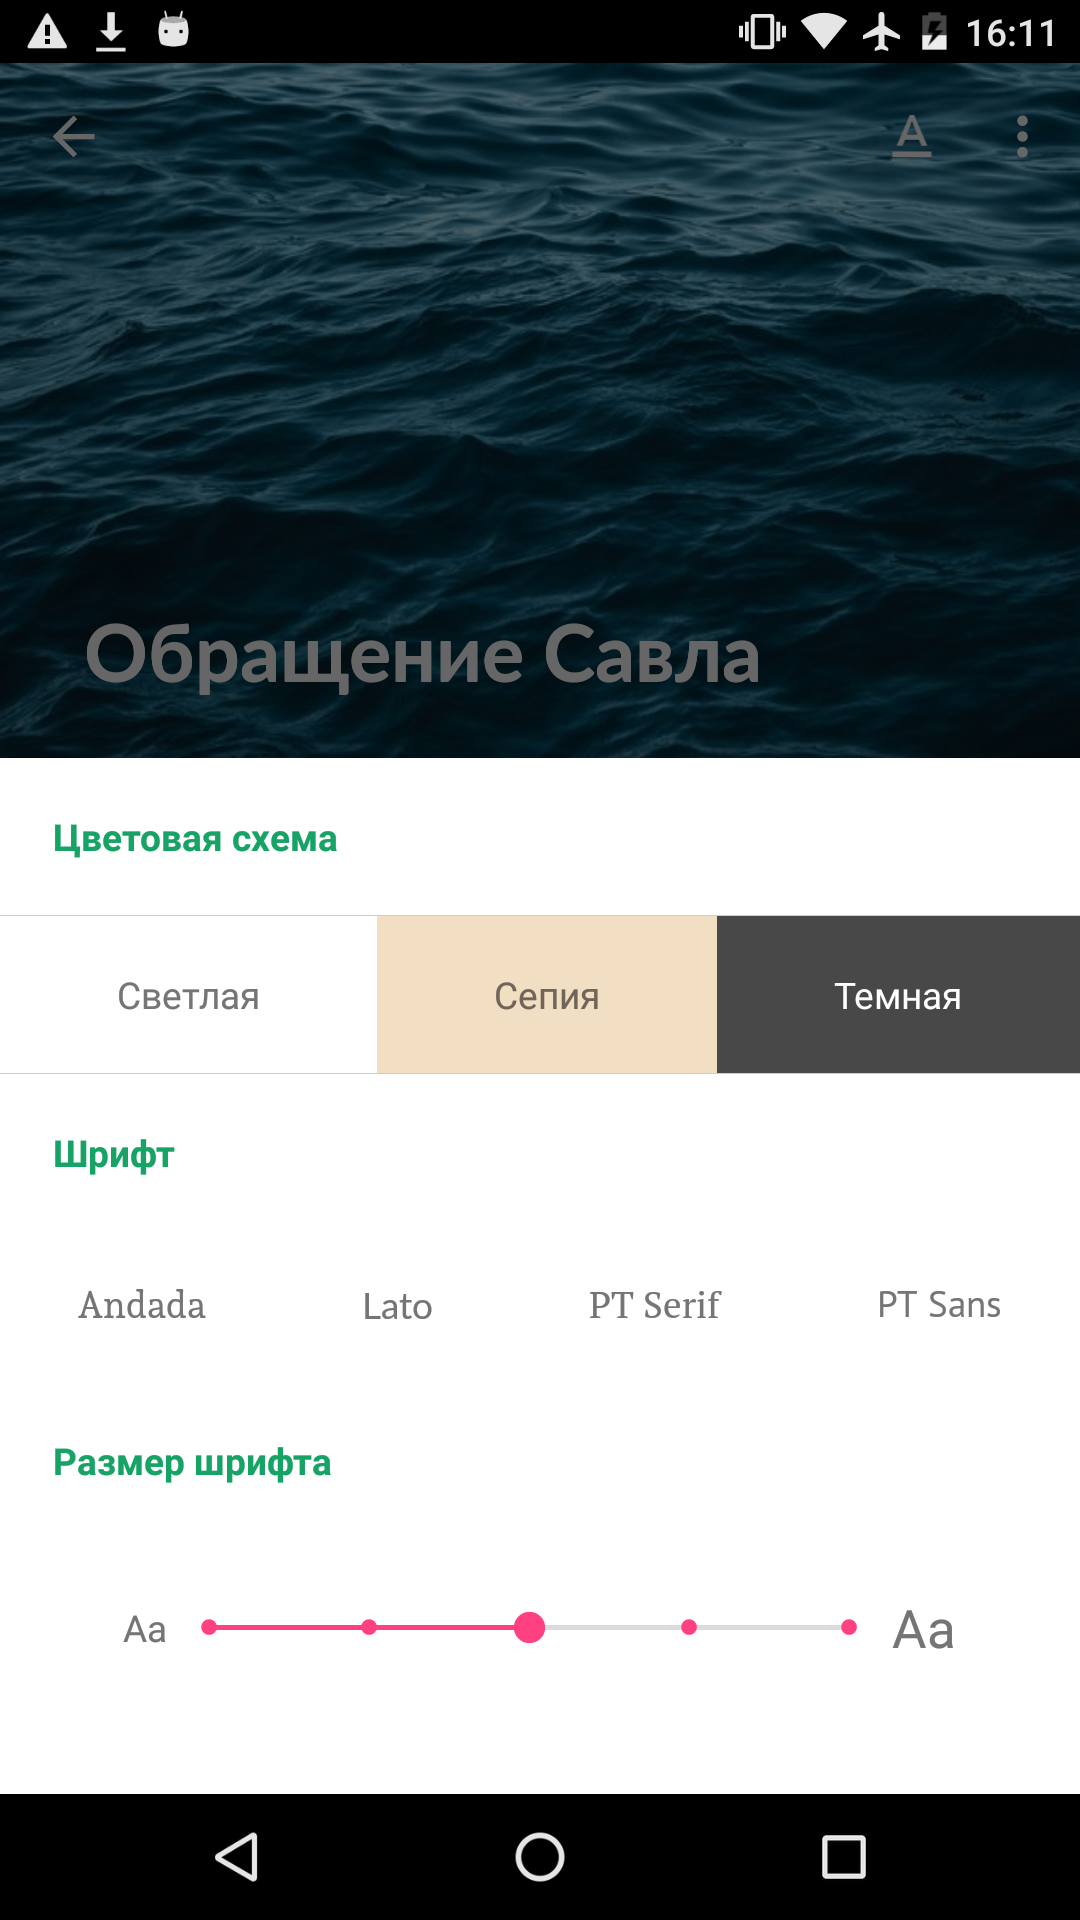 16:11
A
Обращение Савла
Цветовая схема
Светлая Сепия Темная
Шрифт
Andada Lato PT Serif PT Sans
Размер шрифта
Aa Aa